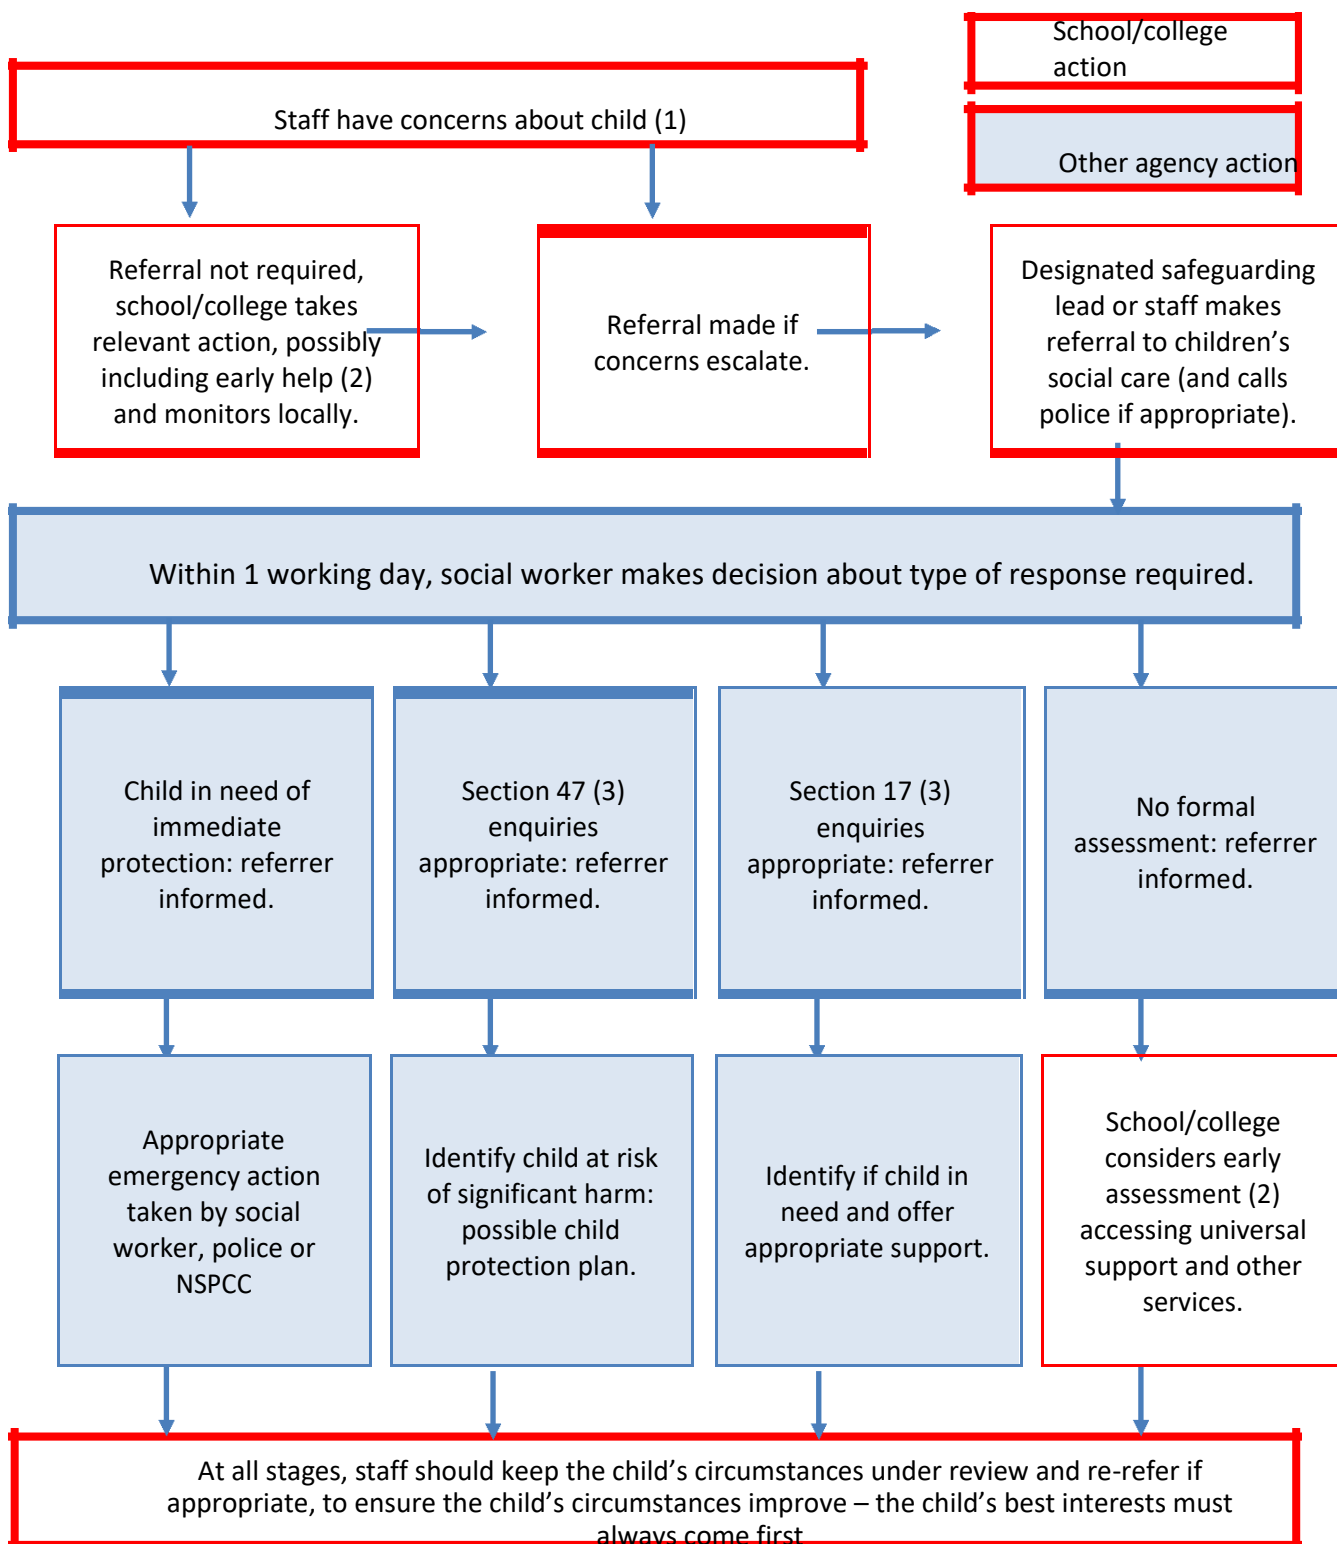 School/college
action
Staff have concerns about child (1)
Other agency action
Referral not required,
school/college takes
relevant action, possibly
including early help (2)
and monitors locally.
Referral made if
concerns escalate.
Designated safeguarding
lead or staff makes
referral to children’s
social care (and calls
police if appropriate).
Within 1 working day, social worker makes decision about type of response required.
Child in need of
immediate
protection: referrer
informed.
Section 47 (3)
enquiries
appropriate: referrer
informed.
Section 17 (3)
enquiries
appropriate: referrer
informed.
No formal
assessment: referrer
informed.
Appropriate
emergency action
taken by social
worker, police or
NSPCC
Identify child at risk
of significant harm:
possible child
protection plan.
Identify if child in
need and offer
appropriate support.
School/college
considers early
assessment (2)
accessing universal
support and other
services.
At all stages, staff should keep the child’s circumstances under review and re-refer if
appropriate, to ensure the child’s circumstances improve – the child’s best interests must
always come first